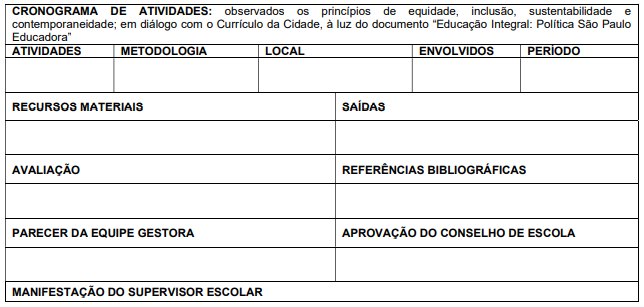 CRONOGRAMA DE ATIVIDADES: observados os princípios de equidade, inclusão, sustentabilidade e
contemporaneidade; em diálogo com o Currículo da Cidade, à luz do documento “Educação Integral: Política São Paulo
Educadora”
ATIVIDADES METODOLOGIA LOCAL ENVOLVIDOS PERÍODO
RECURSOS MATERIAIS SAÍDAS
AVALIAÇÃO REFERÊNCIAS BIBLIOGRÁFICAS
PARECER DA EQUIPE GESTORA APROVAÇÃO DO CONSELHO DE ESCOLA
MANIFESTAÇÃO DO SUPERVISOR ESCOLAR